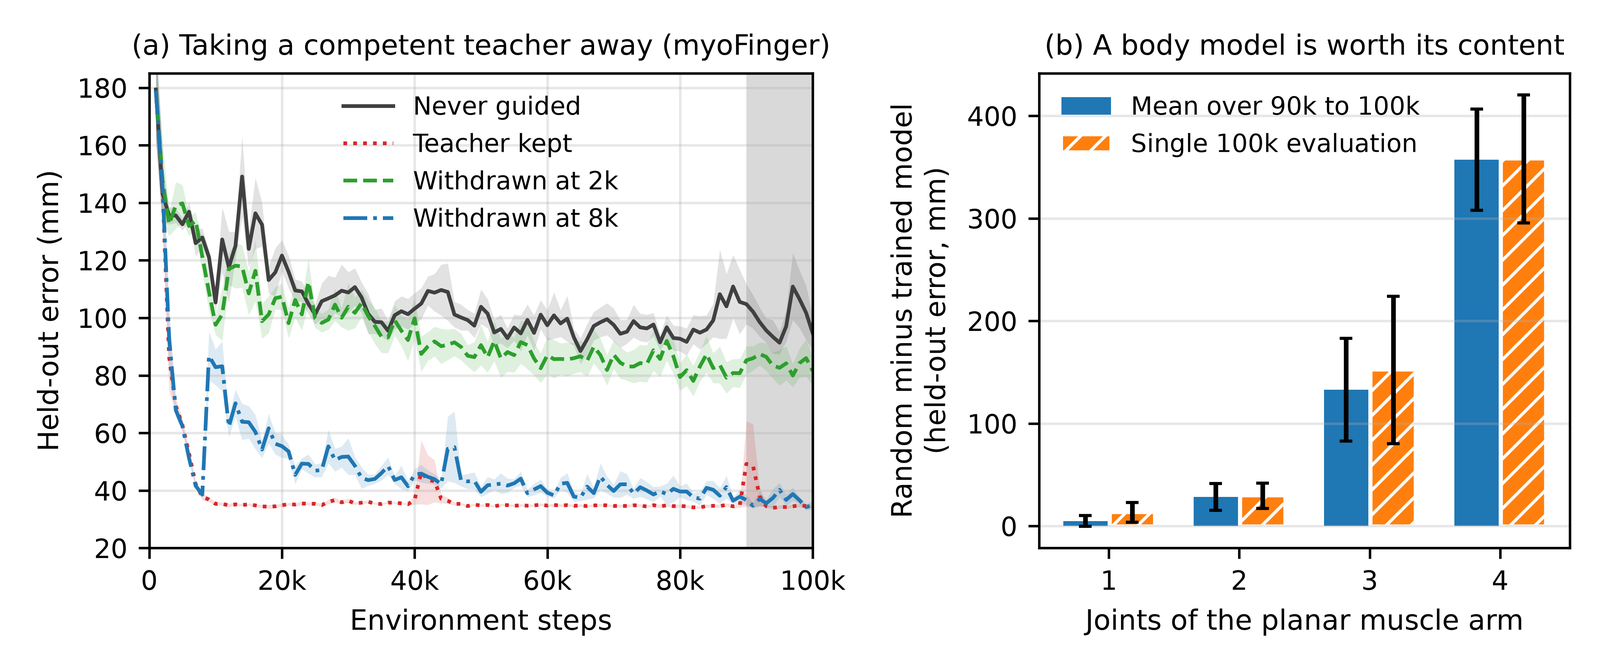 (a) Taking a competent teacher away (myoFinger)
Held-out error (mm)
180
160
140
120
100
80
60
40
20
Never guided
Teacher kept
Withdrawn at 2k
Withdrawn at 8k
0
20k
40k
60k
80k
100k
Environment steps
(b) A body model is worth its content
Random minus trained model
(held-out error, mm)
400
300
200
100
0
Mean over 90k to 100k
Single 100k evaluation
1
2
3
4
Joints of the planar muscle arm